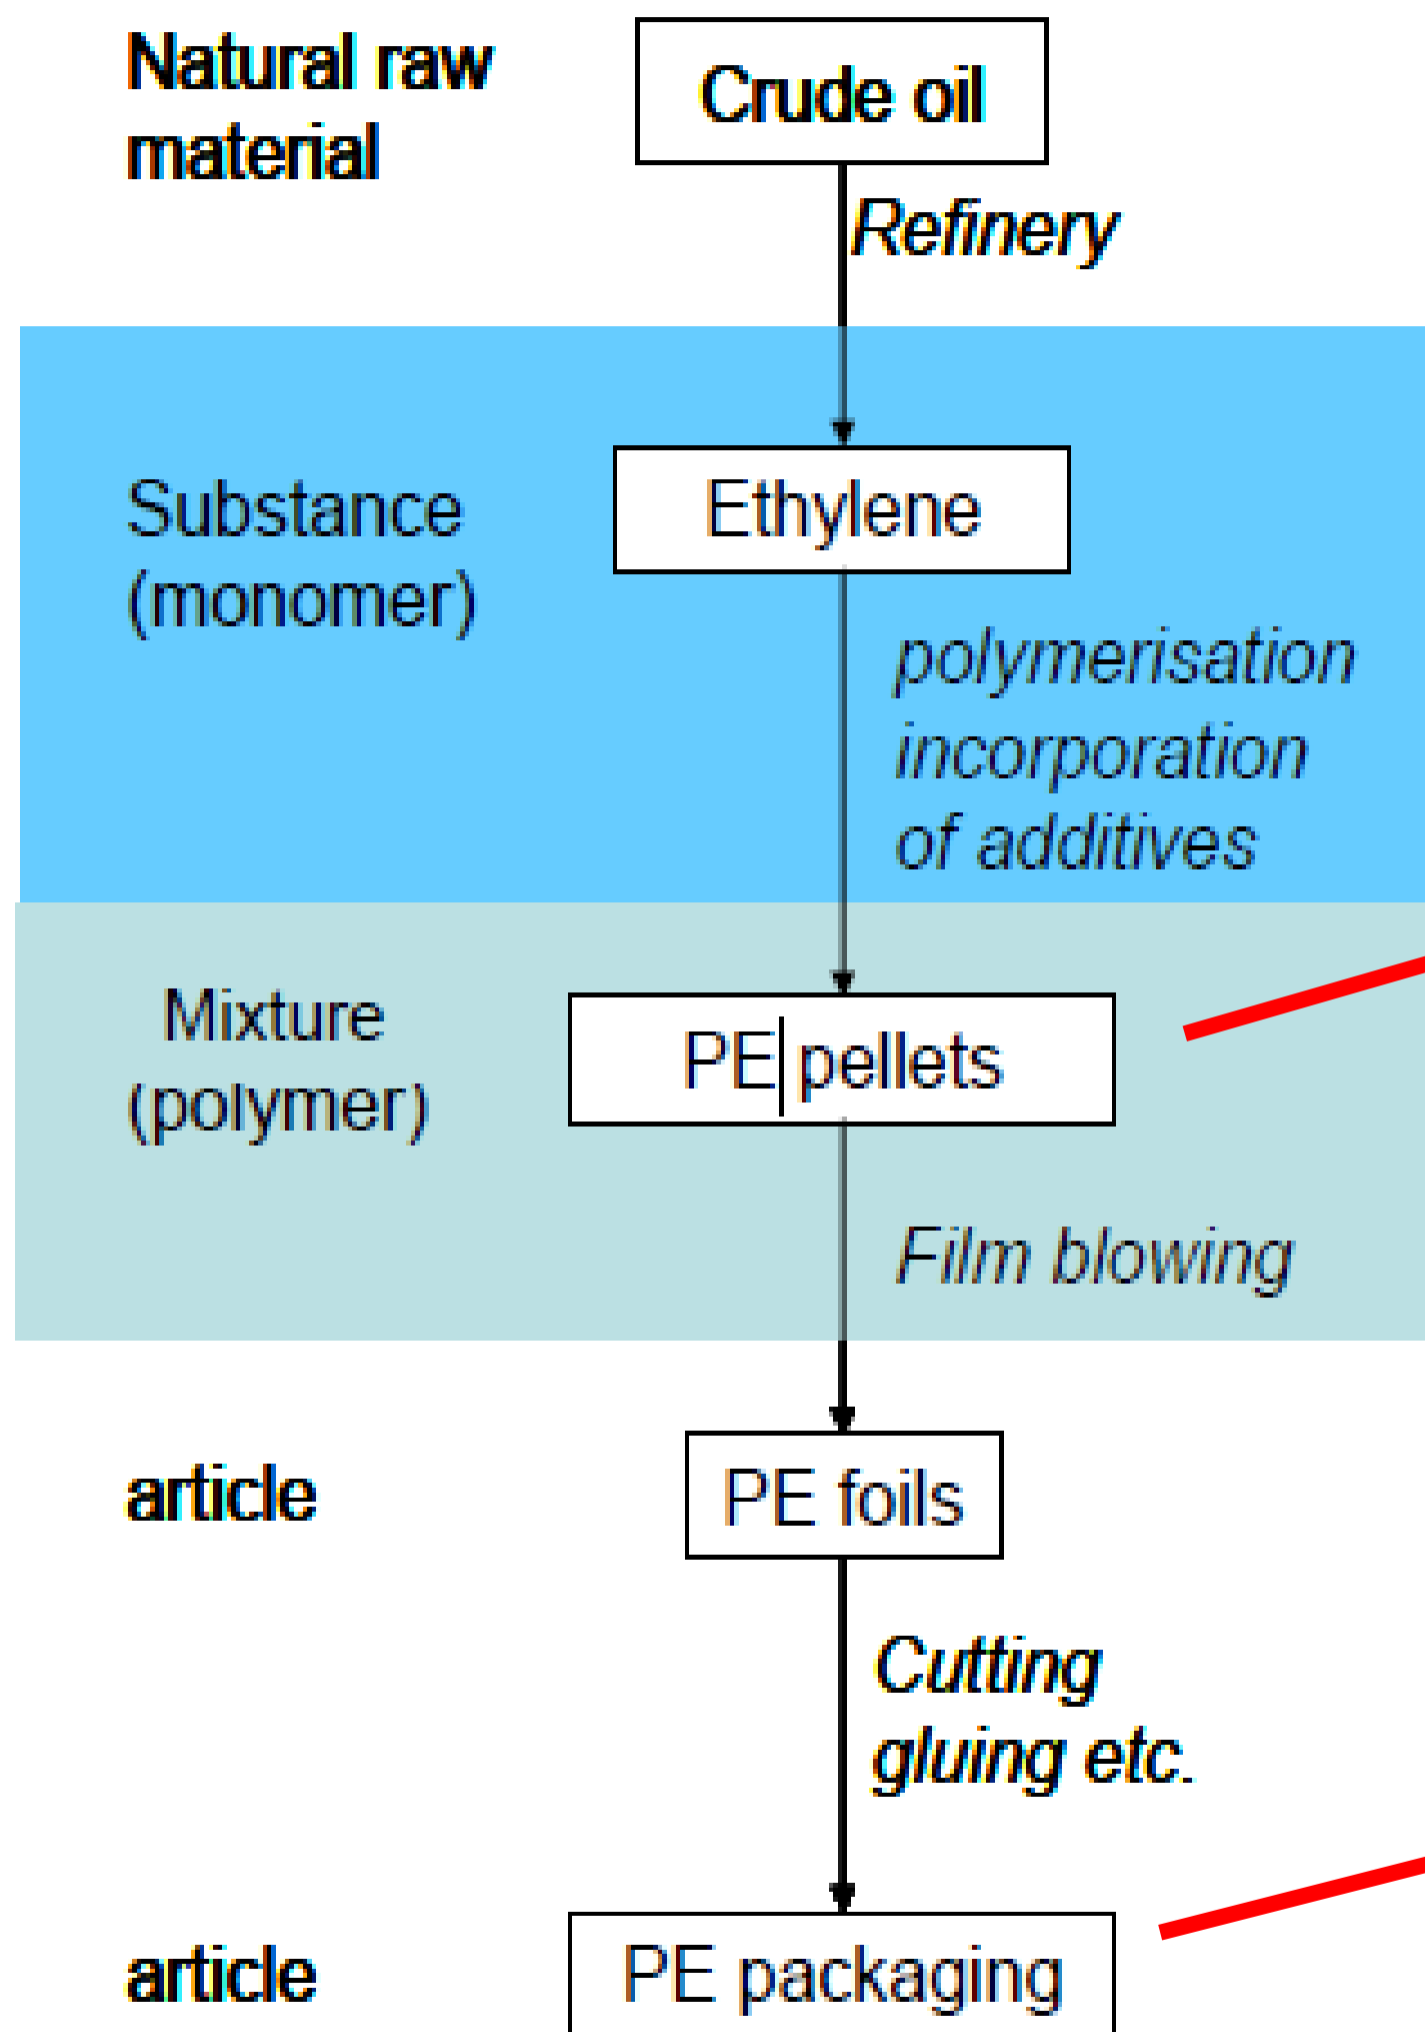 Natural raw
material
Crude oil
Refinery
Substance
(monomer)
Ethylene
polymerisation
incorporation
of additives
Mixture
(polymer)
PE pellets
Film blowing
article
PE foils
Cutting
gluing etc.
article
PE packaging